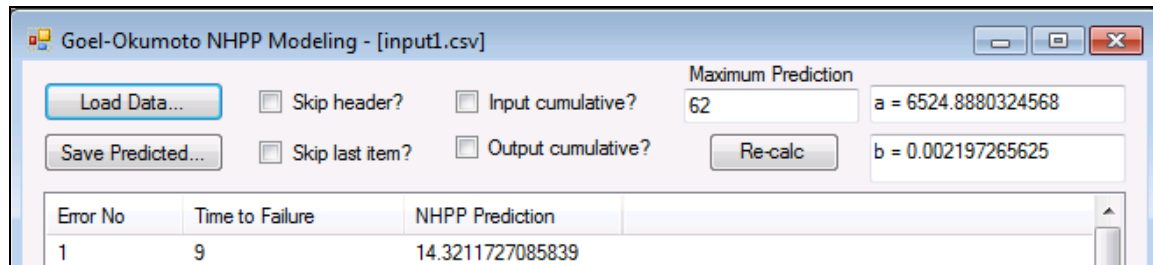 Goel-Okumoto NHPP Modeling - [input1.csv]
Maximum Prediction
Load Data... Skip header? Input cumulative? 62 a = 6524.8880324568
Save Predicted... Skip last item? Output cumulative? Re-calc b = 0.002197265625
Error No Time to Failure NHPP Prediction
1 9 14.3211727085839